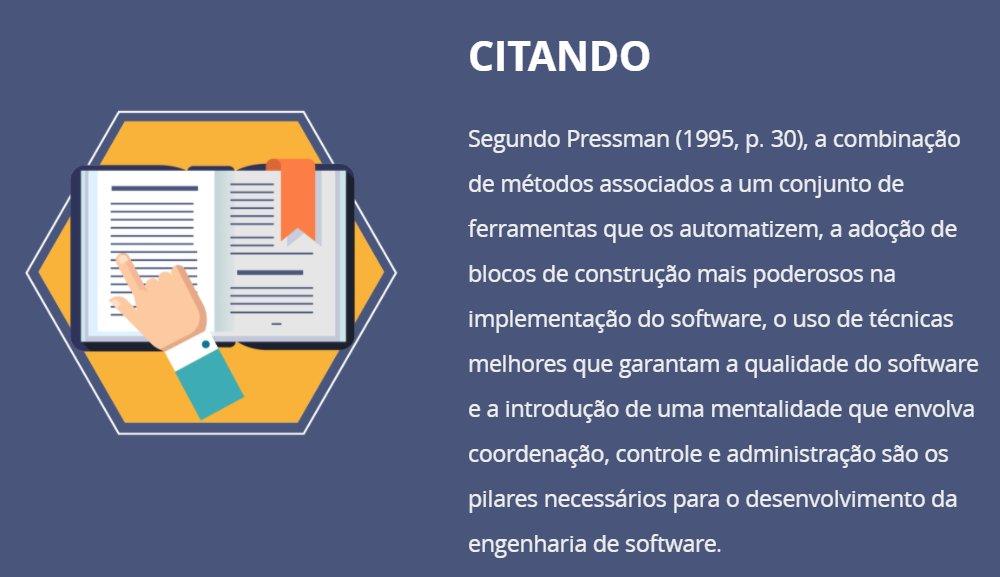 CITANDO
Segundo Pressman (1995, p. 30), a combinação
de métodos associados a um conjunto de
ferramentas que os automatizem, a adoção de
blocos de construção mais poderosos na
implementação do software, o uso de técnicas
melhores que garantam a qualidade do software
e a introdução de uma mentalidade que envolva
coordenação, controle e administração são os
pilares necessários para o desenvolvimento da
engenharia de software.